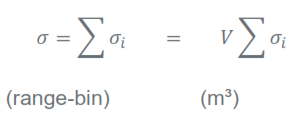 σ = ∑ σᵢ = V ∑ σᵢ
(range-bin) (m³)